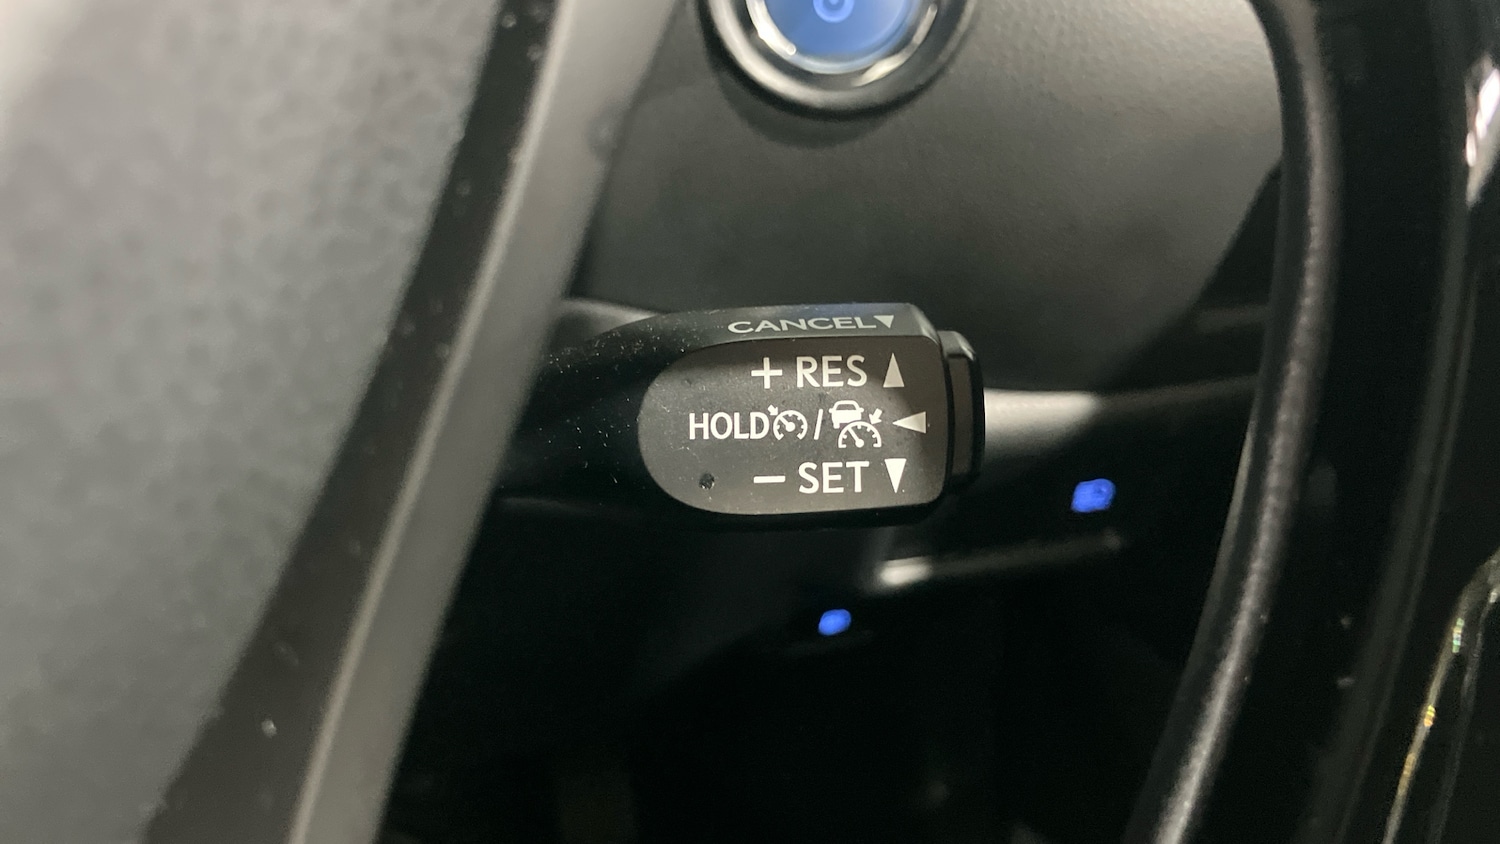 CANCEL▼
+ RES ▲
HOLD / ◀
− SET ▼